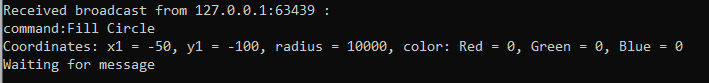 Received broadcast from 127.0.0.1:63439 :
command:Fill Circle
Coordinates: x1 = -50, y1 = -100, radius = 10000, color: Red = 0, Green = 0, Blue = 0
Waiting for message